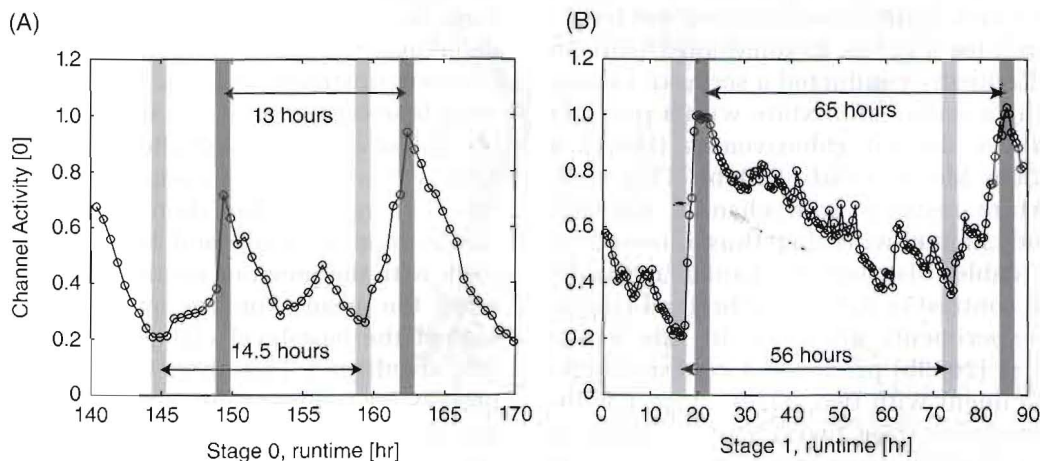 (A)
1.2
1.0
0.8
0.6
0.4
0.2
0
Channel Activity [0]
13 hours
14.5 hours
140 145 150 155 160 165 170
Stage 0, runtime [hr]
(B)
1.2
1.0
0.8
0.6
0.4
0.2
0
65 hours
56 hours
0 10 20 30 40 50 60 70 80 90
Stage 1, runtime [hr]